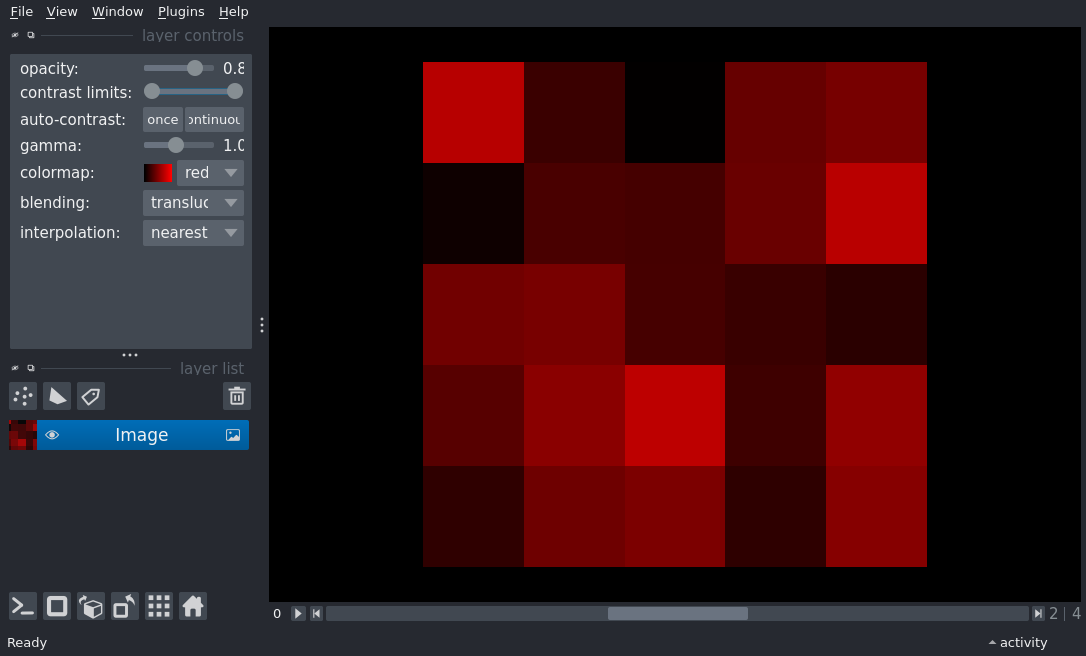 File View Window Plugins Help
layer controls
opacity: 0.8
contrast limits:
auto-contrast: once ontinuou
gamma: 1.0
colormap: red
blending: transluc
interpolation: nearest
layer list
Image
0 2 | 4
Ready activity